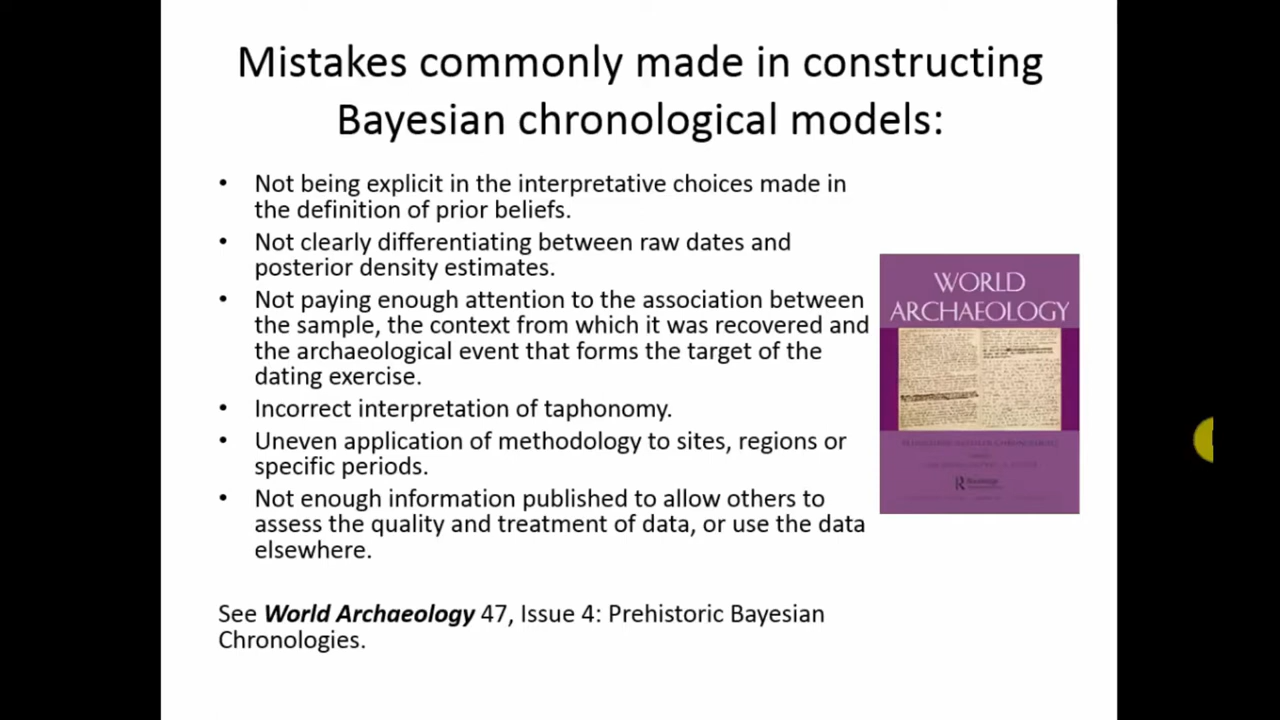 Mistakes commonly made in constructing
Bayesian chronological models:
• Not being explicit in the interpretative choices made in
the definition of prior beliefs.
• Not clearly differentiating between raw dates and
posterior density estimates.
• Not paying enough attention to the association between
the sample, the context from which it was recovered and
the archaeological event that forms the target of the
dating exercise.
• Incorrect interpretation of taphonomy.
• Uneven application of methodology to sites, regions or
specific periods.
• Not enough information published to allow others to
assess the quality and treatment of data, or use the data
elsewhere.
See World Archaeology 47, Issue 4: Prehistoric Bayesian
Chronologies.
WORLD
ARCHAEOLOGY
Routledge